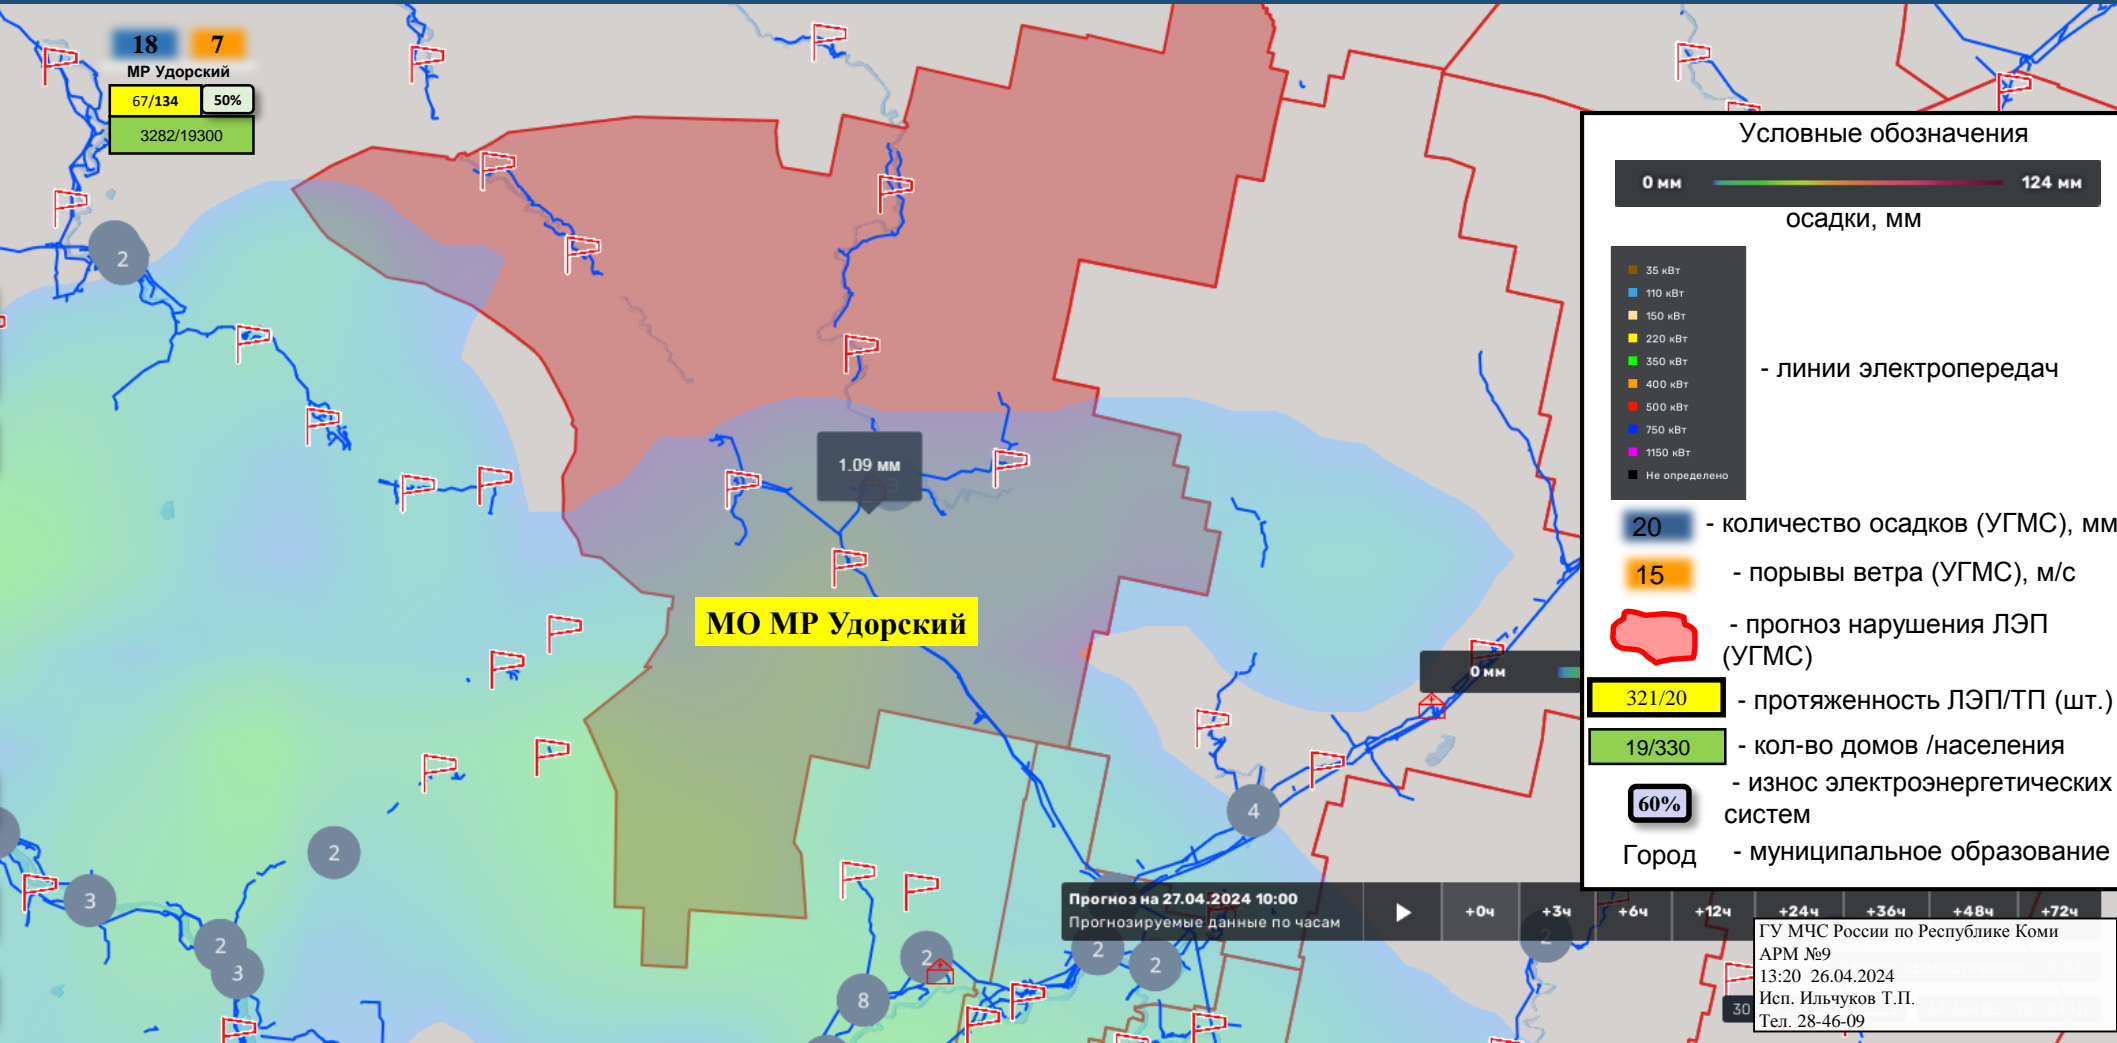 18 7
МР Удорский
67/134 50%
3282/19300
2
2
3
2
3
2
8
2
2
4
2
3
1.09 мм
МО МР Удорский
0 мм
Условные обозначения
0 мм 124 мм
осадки, мм
35 кВт
110 кВт
150 кВт
220 кВт
350 кВт
400 кВт
500 кВт
750 кВт
1150 кВт
Не определено
- линии электропередач
20 - количество осадков (УГМС), мм
15 - порывы ветра (УГМС), м/с
- прогноз нарушения ЛЭП
(УГМС)
321/20 - протяженность ЛЭП/ТП (шт.)
19/330 - кол-во домов /населения
- износ электроэнергетических
60% систем
Город - муниципальное образование
Прогноз на 27.04.2024 10:00
Прогнозируемые данные по часам
+0ч +3ч +6ч +12ч +24ч +36ч +48ч +72ч
2
30
ГУ МЧС России по Республике Коми
АРМ №9
13:20 26.04.2024
Исп. Ильчуков Т.П.
Тел. 28-46-09